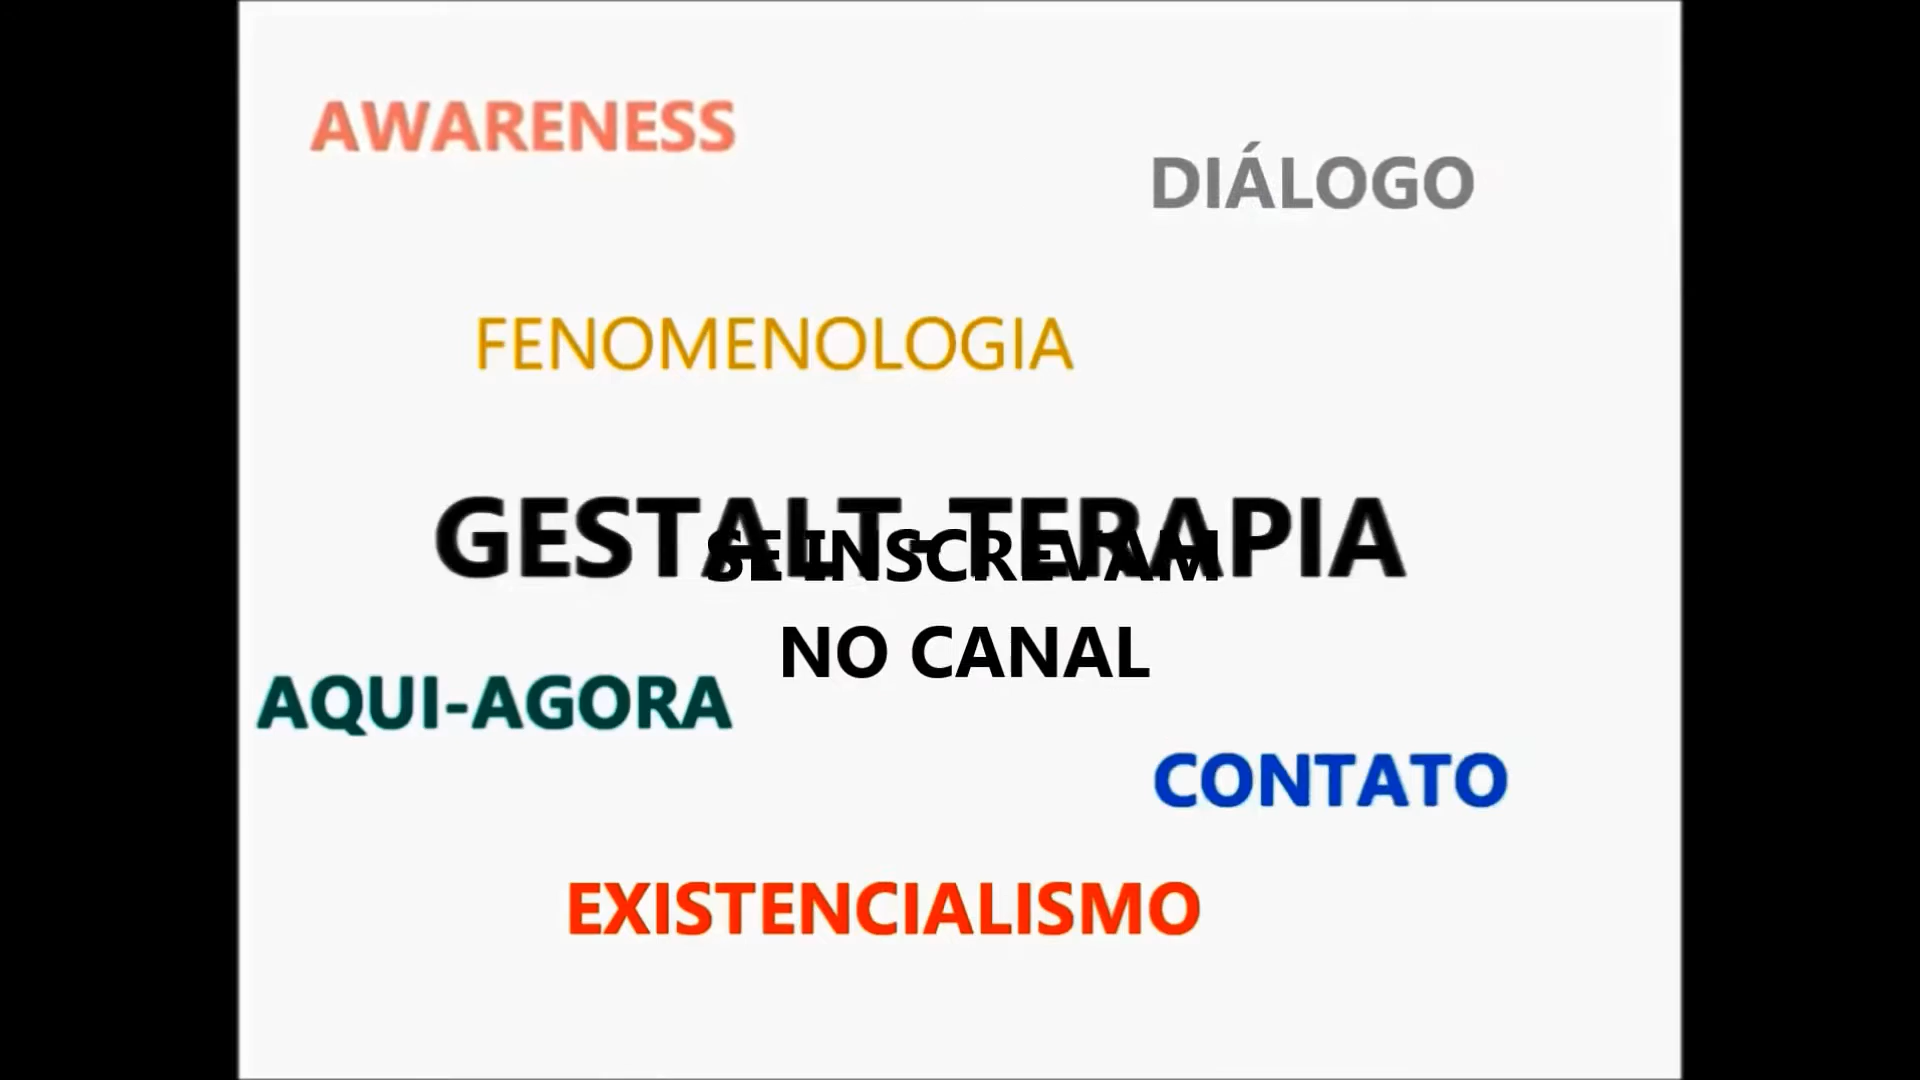 AWARENESS
DIÁLOGO
FENOMENOLOGIA
GESTALT-TERAPIA
SE INSCREVAM
NO CANAL
AQUI-AGORA
CONTATO
EXISTENCIALISMO